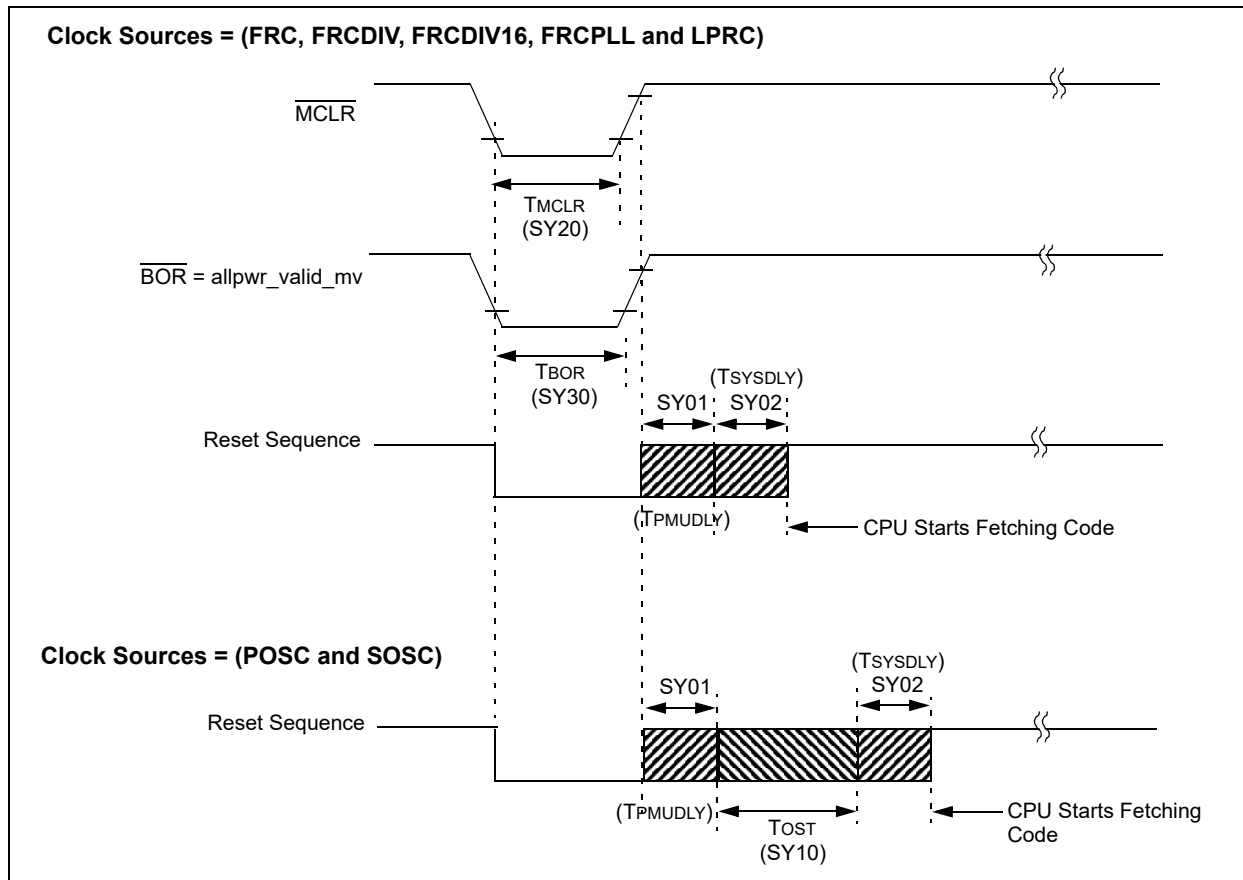 Clock Sources = (FRC, FRCDIV, FRCDIV16, FRCPLL and LPRC)
MCLR
TMCLR
(SY20)
BOR = allpwr_valid_mv
TBOR
(SY30)
(TSYSDLY)
SY01
SY02
Reset Sequence
(TPMUDLY)
CPU Starts Fetching Code
Clock Sources = (POSC and SOSC)
(TSYSDLY)
SY01
SY02
Reset Sequence
(TPMUDLY)
TOST
(SY10)
CPU Starts Fetching
Code